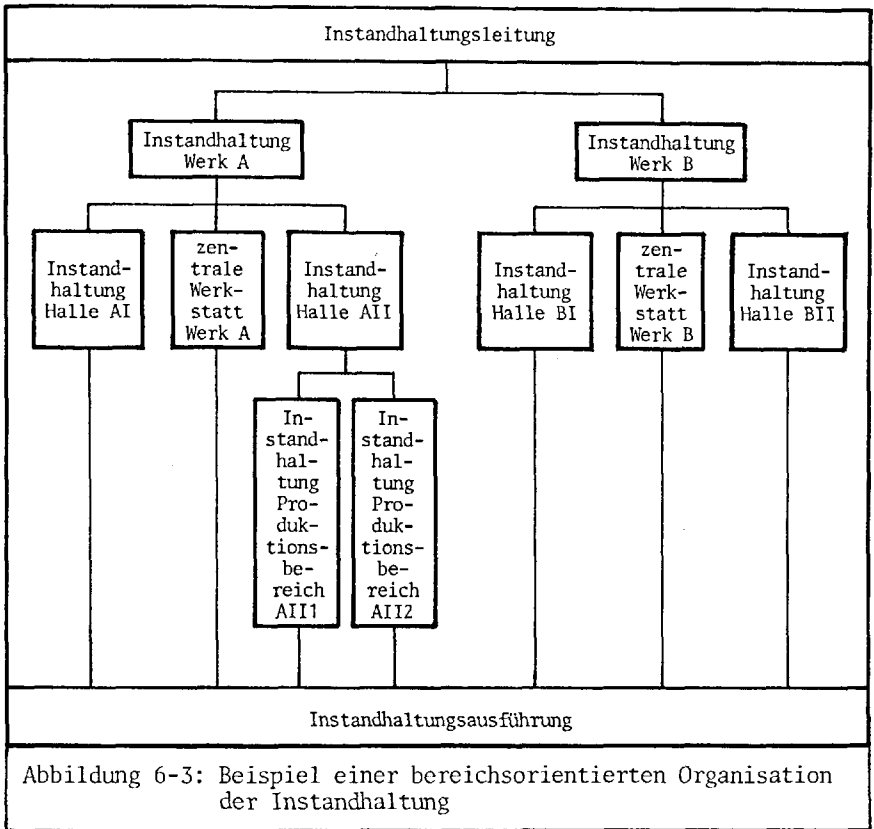 Instandhaltungsleitung
Instandhaltung
Werk A
Instandhaltung
Werk B
Instand-
haltung
Halle AI
zen-
trale
Werk-
statt
Werk A
Instand-
haltung
Halle AII
Instand-
haltung
Halle BI
zen-
trale
Werk-
statt
Werk B
Instand-
haltung
Halle BII
In-
stand-
hal-
tung
Pro-
duk-
tions-
be-
reich
AII1
In-
stand-
hal-
tung
Pro-
duk-
tions-
be-
reich
AII2
Instandhaltungsausführung
Abbildung 6-3: Beispiel einer bereichsorientierten Organisation
der Instandhaltung